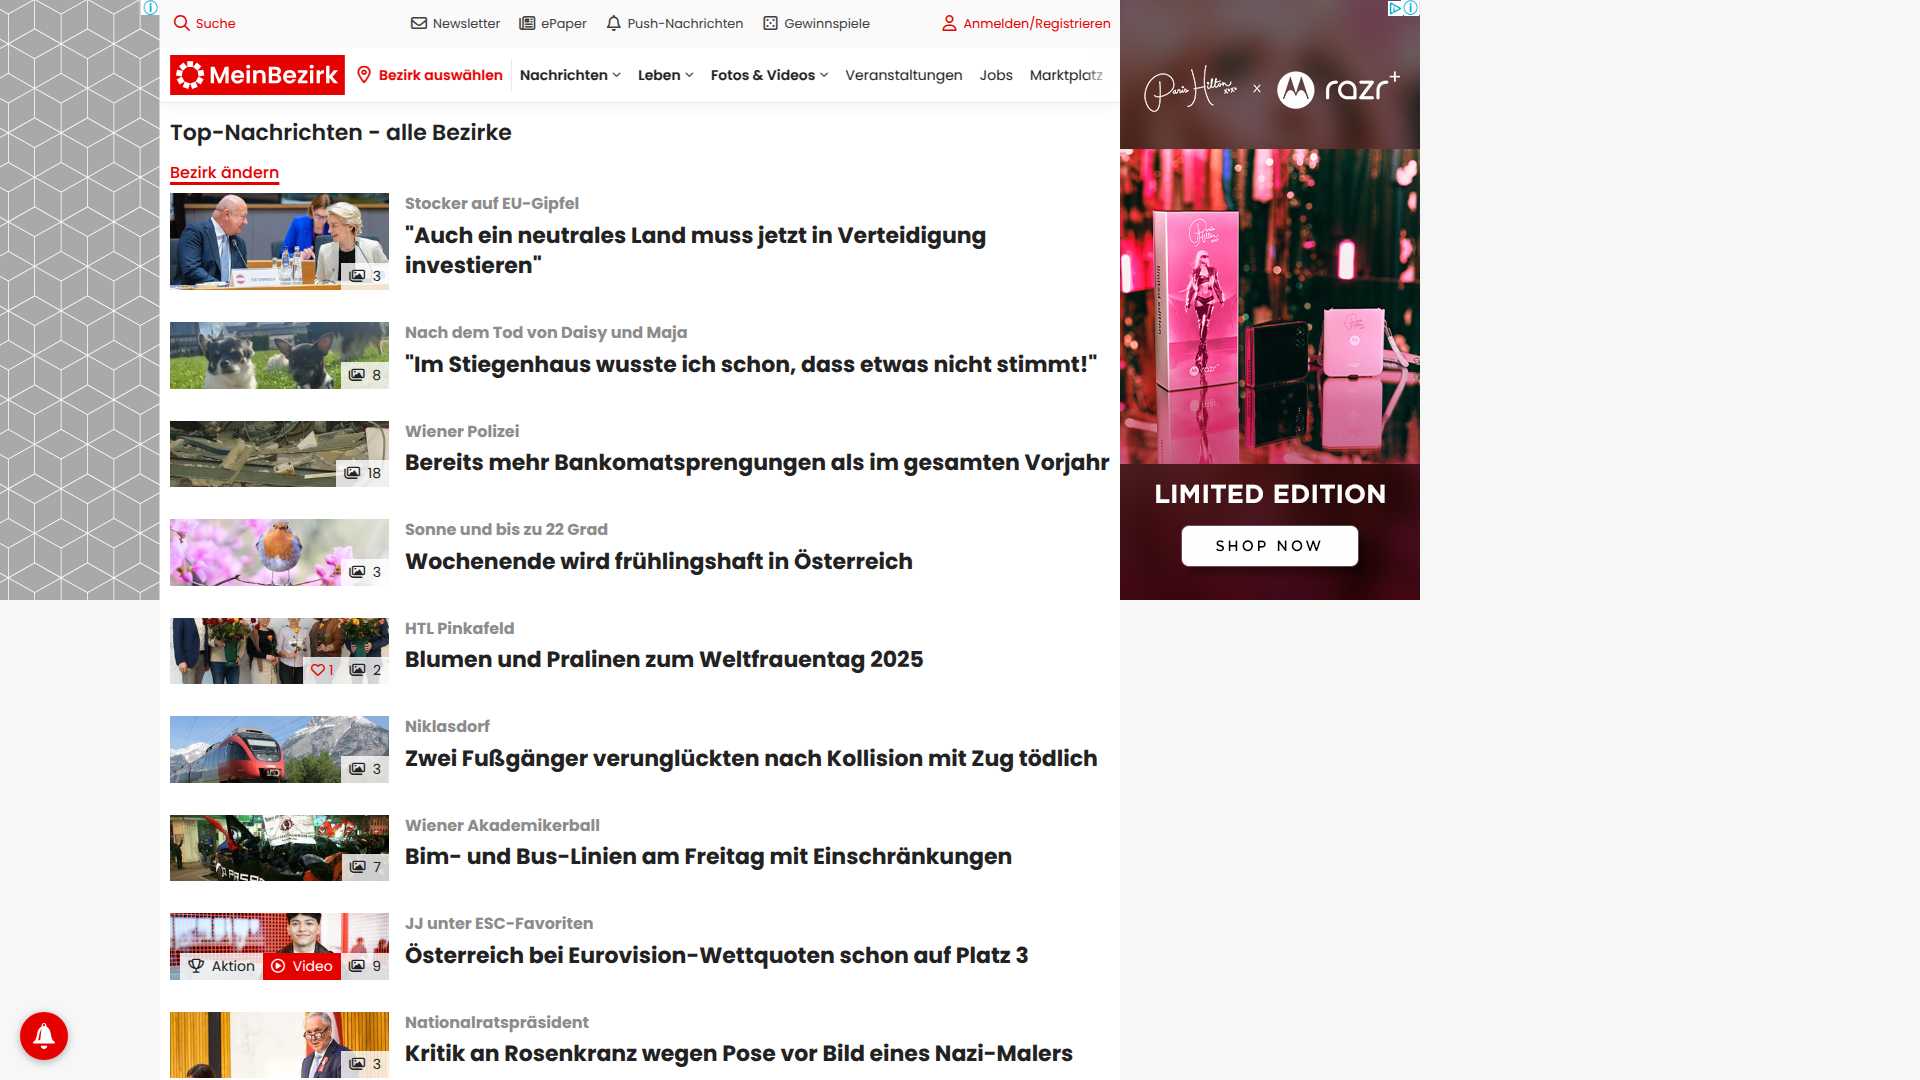 Suche
Newsletter
ePaper
Push-Nachrichten
Gewinnspiele
Anmelden/Registrieren
MeinBezirk
Bezirk auswählen
Nachrichten
Leben
Fotos & Videos
Veranstaltungen
Jobs
Marktplatz
Paris Hilton
x
razr+
Top-Nachrichten - alle Bezirke
Bezirk ändern
Stocker auf EU-Gipfel
"Auch ein neutrales Land muss jetzt in Verteidigung
investieren"
3
Nach dem Tod von Daisy und Maja
"Im Stiegenhaus wusste ich schon, dass etwas nicht stimmt!"
8
Wiener Polizei
Bereits mehr Bankomatsprengungen als im gesamten Vorjahr
18
LIMITED EDITION
SHOP NOW
Sonne und bis zu 22 Grad
Wochenende wird frühlingshaft in Österreich
3
HTL Pinkafeld
Blumen und Pralinen zum Weltfrauentag 2025
1 2
Niklasdorf
Zwei Fußgänger verunglückten nach Kollision mit Zug tödlich
3
Wiener Akademikerball
Bim- und Bus-Linien am Freitag mit Einschränkungen
7
JJ unter ESC-Favoriten
Österreich bei Eurovision-Wettquoten schon auf Platz 3
Aktion Video 9
Nationalratspräsident
Kritik an Rosenkranz wegen Pose vor Bild eines Nazi-Malers
3